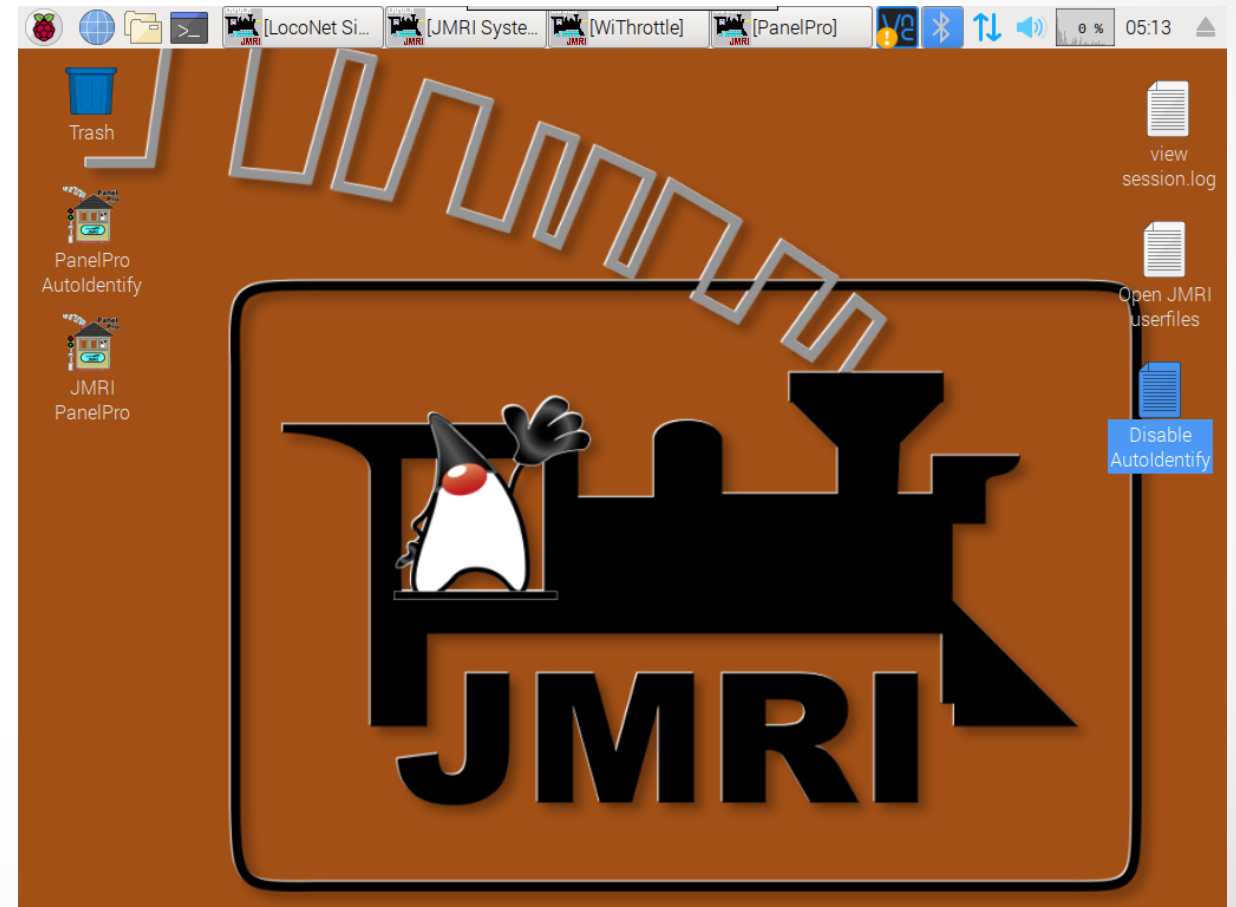 [LocoNet Si...
[JMRI Syste...
[WiThrottle]
[PanelPro]
0 %
05:13
Trash
PanelPro
AutoIdentify
JMRI
PanelPro
view
session.log
Open JMRI
userfiles
Disable
AutoIdentify
JMRI